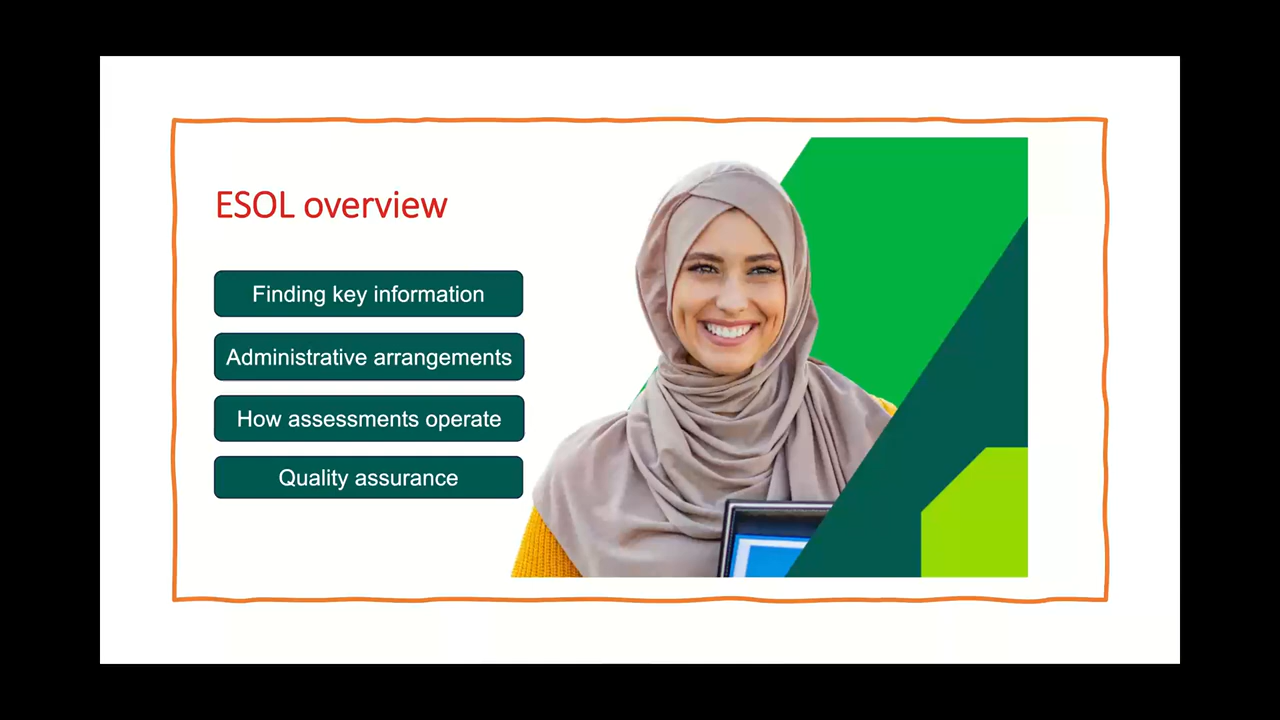 ESOL overview
Finding key information
Administrative arrangements
How assessments operate
Quality assurance